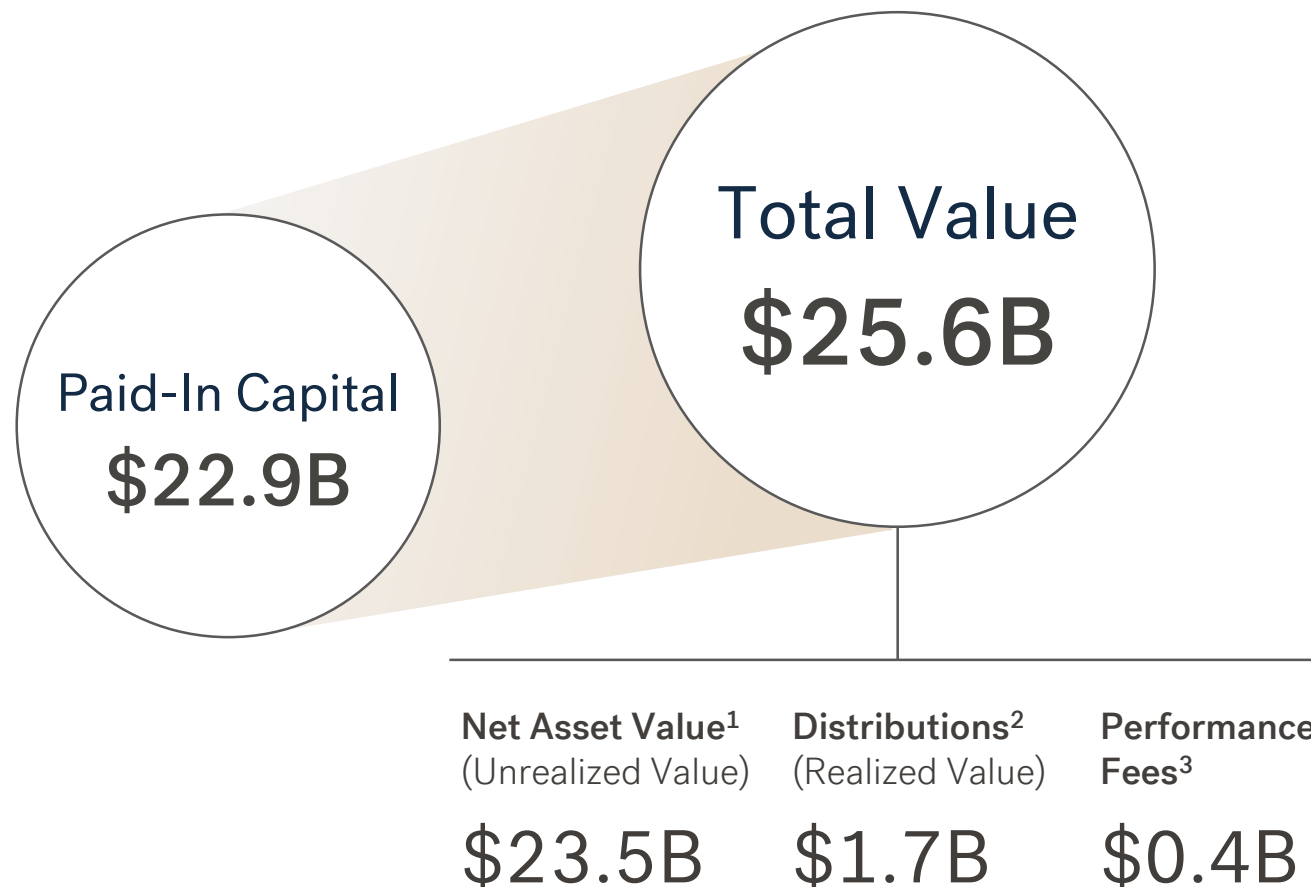 Total Value
$25.6B
Paid-In Capital
$22.9B
Net Asset Value¹
(Unrealized Value)
$23.5B
Distributions²
(Realized Value)
$1.7B
Performance
Fees³
$0.4B